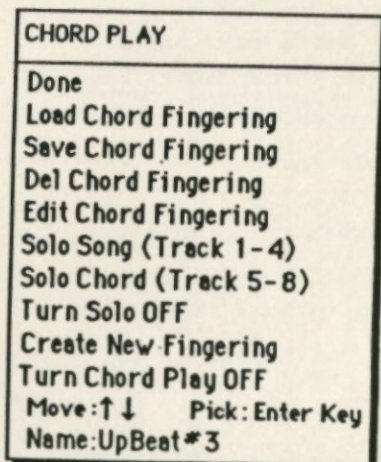 CHORD PLAY
Done
Load Chord Fingering
Save Chord Fingering
Del Chord Fingering
Edit Chord Fingering
Solo Song (Track 1-4)
Solo Chord (Track 5-8)
Turn Solo OFF
Create New Fingering
Turn Chord Play OFF
Move:↑↓ Pick:Enter Key
Name:UpBeat#3